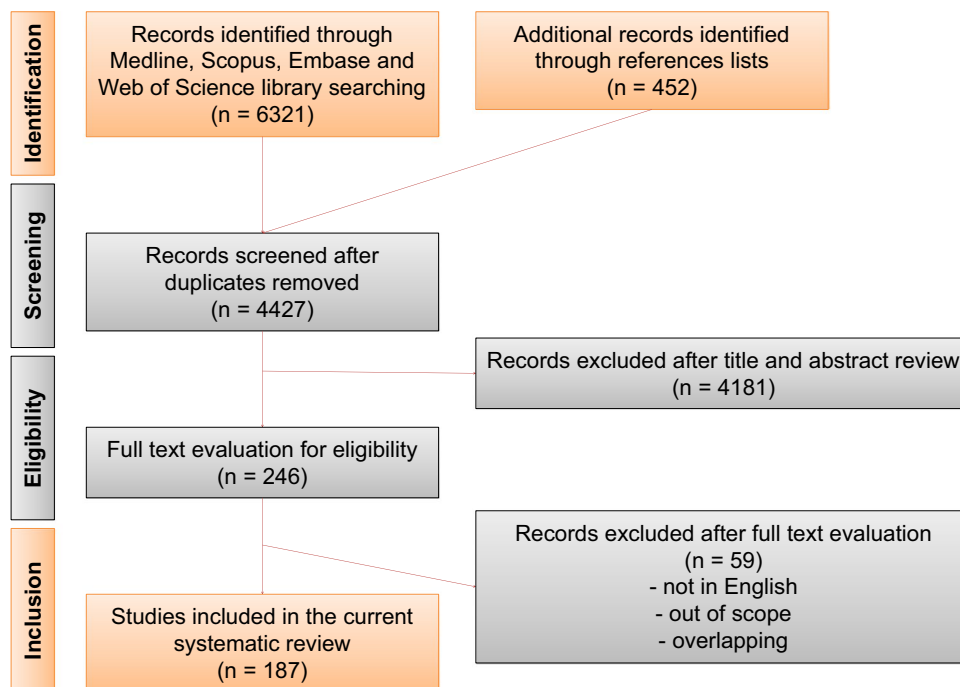 Identification
Records identified through
Medline, Scopus, Embase and
Web of Science library searching
(n = 6321)
Additional records identified
through references lists
(n = 452)
Screening
Records screened after
duplicates removed
(n = 4427)
Records excluded after title and abstract review
(n = 4181)
Eligibility
Full text evaluation for eligibility
(n = 246)
Records excluded after full text evaluation
(n = 59)
- not in English
- out of scope
- overlapping
Inclusion
Studies included in the current
systematic review
(n = 187)